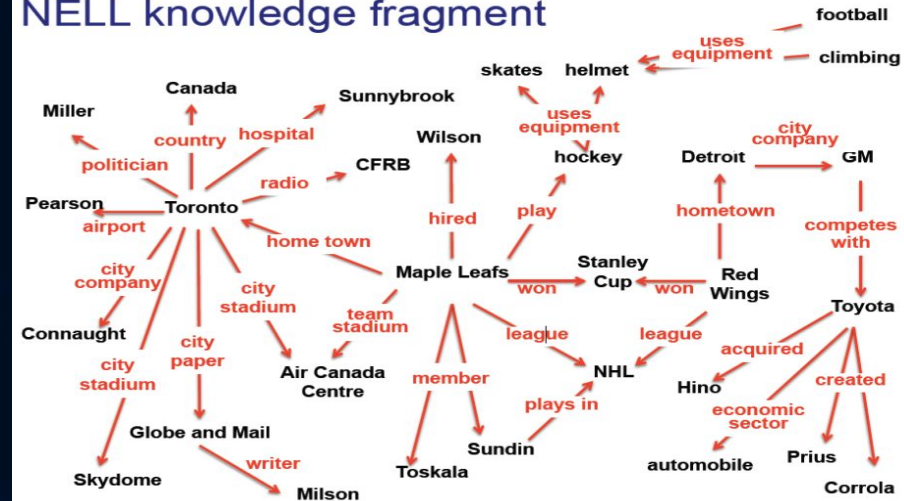 NELL knowledge fragment
football
uses
equipment
climbing
skates
helmet
Canada
Miller
Sunnybrook
country
hospital
uses
equipment
city
company
Wilson
politician
CFRB
hockey
Detroit
GM
radio
Pearson
Toronto
airport
hired
play
hometown
competes
with
home town
city
company
Maple Leafs
Stanley
Cup
won
won
Red
Wings
city
stadium
Toyota
team
stadium
Connaught
city
paper
league
league
acquired
city
stadium
Air Canada
Centre
member
NHL
Hino
created
plays in
economic
sector
Globe and Mail
Sundin
automobile
Prius
writer
Toskala
Skydome
Milson
Corrola